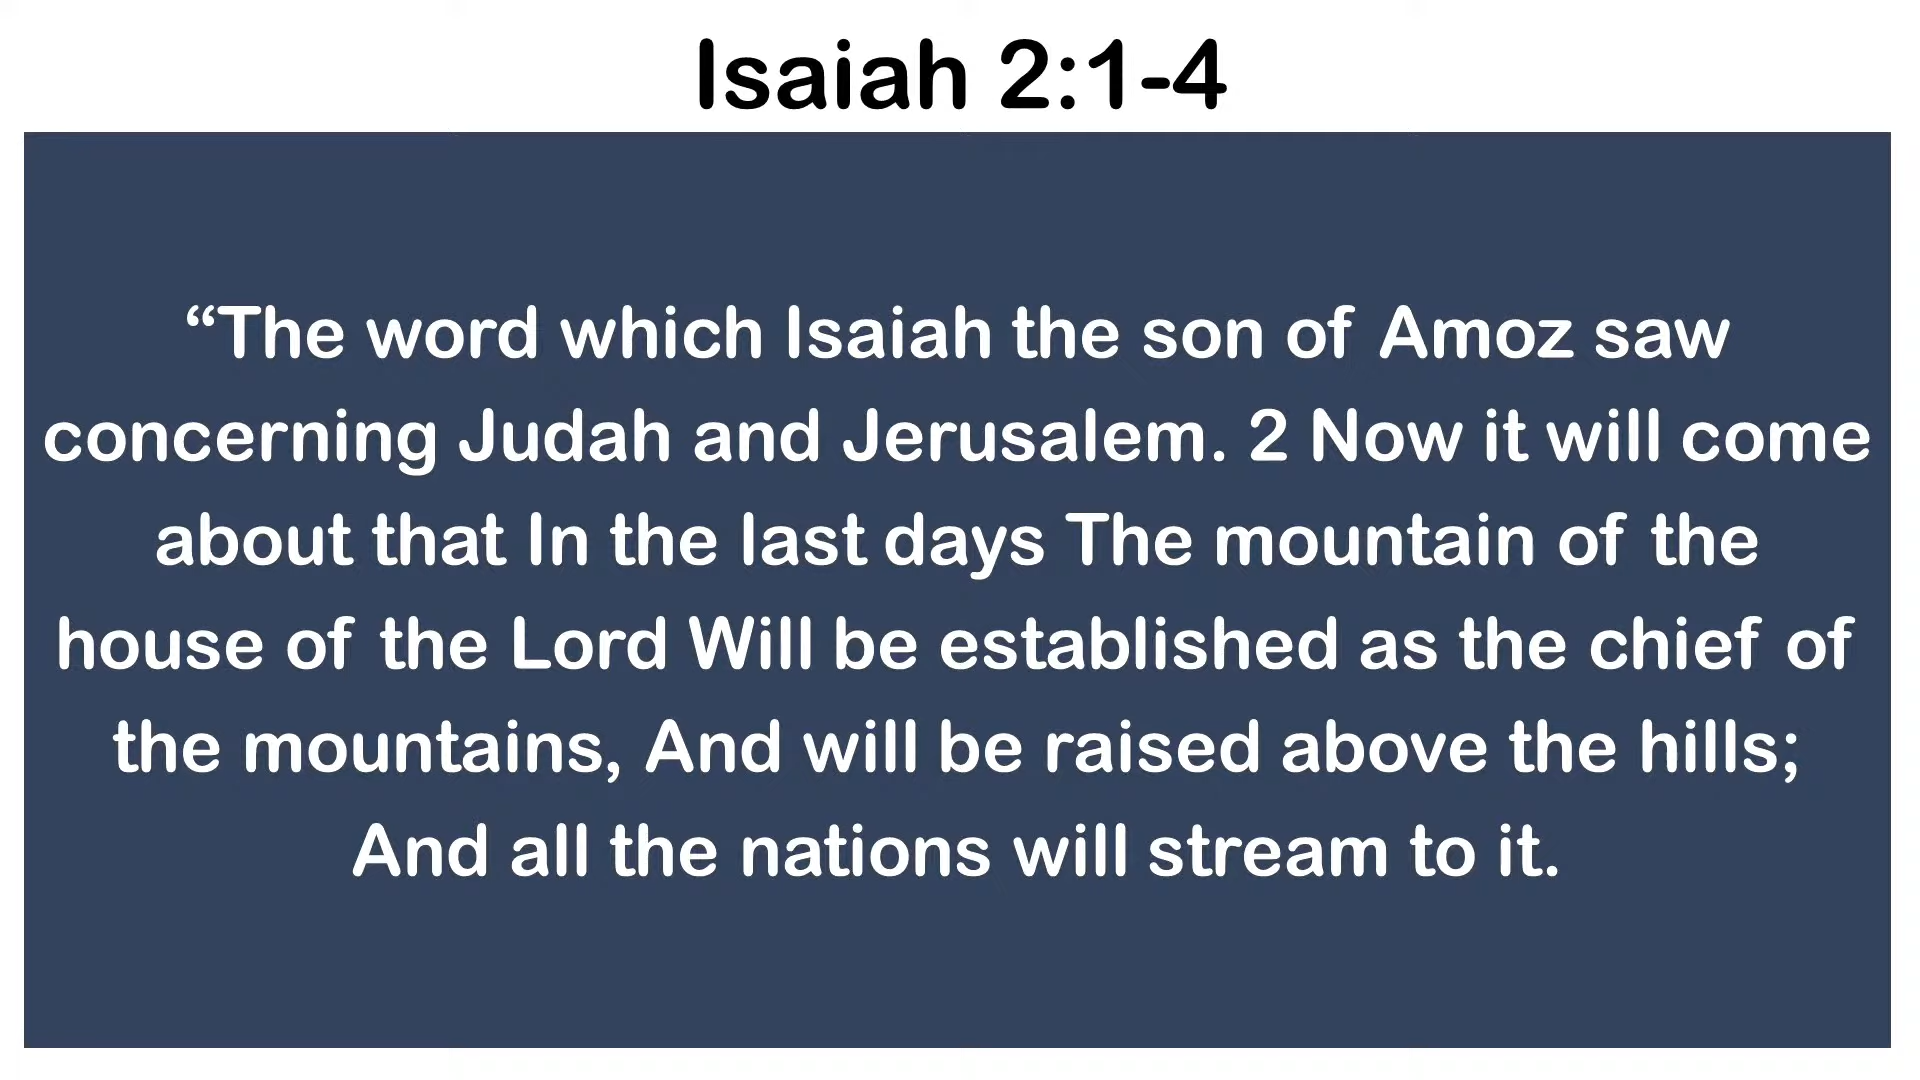 Isaiah 2:1-4
“The word which Isaiah the son of Amoz saw
concerning Judah and Jerusalem. 2 Now it will come
about that In the last days The mountain of the
house of the Lord Will be established as the chief of
the mountains, And will be raised above the hills;
And all the nations will stream to it.